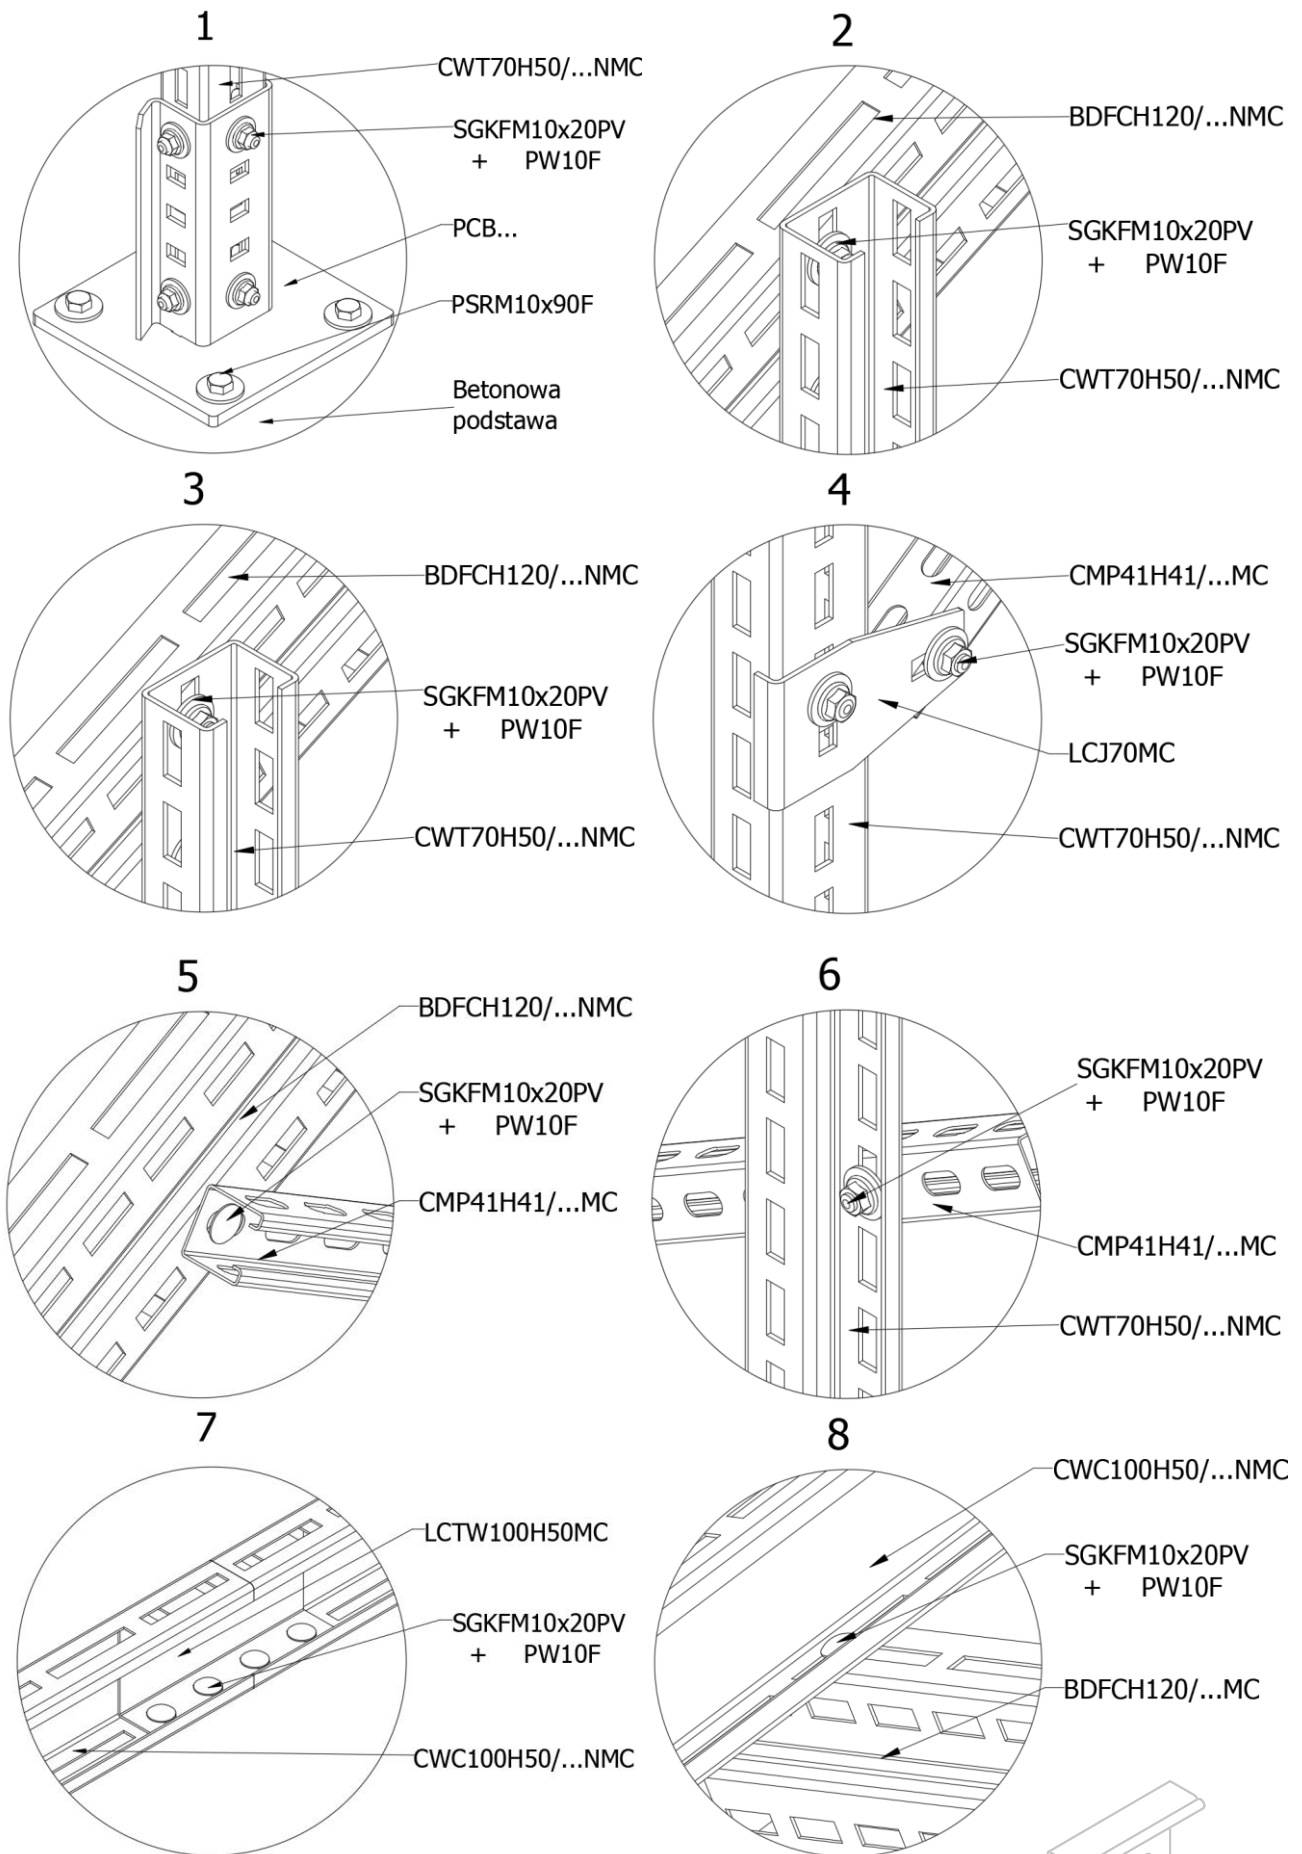 1
CWT70H50/...NMC
SGKFM10x20PV
+ PW10F
PCB...
PSRM10x90F
Betonowa
podstawa
2
BDFCH120/...NMC
SGKFM10x20PV
+ PW10F
CWT70H50/...NMC
3
BDFCH120/...NMC
SGKFM10x20PV
+ PW10F
CWT70H50/...NMC
4
CMP41H41/...MC
SGKFM10x20PV
+ PW10F
LCJ70MC
CWT70H50/...NMC
5
BDFCH120/...NMC
SGKFM10x20PV
+ PW10F
CMP41H41/...MC
6
SGKFM10x20PV
+ PW10F
CMP41H41/...MC
CWT70H50/...NMC
7
LCTW100H50MC
SGKFM10x20PV
+ PW10F
CWC100H50/...NMC
8
CWC100H50/...NMC
SGKFM10x20PV
+ PW10F
BDFCH120/...MC